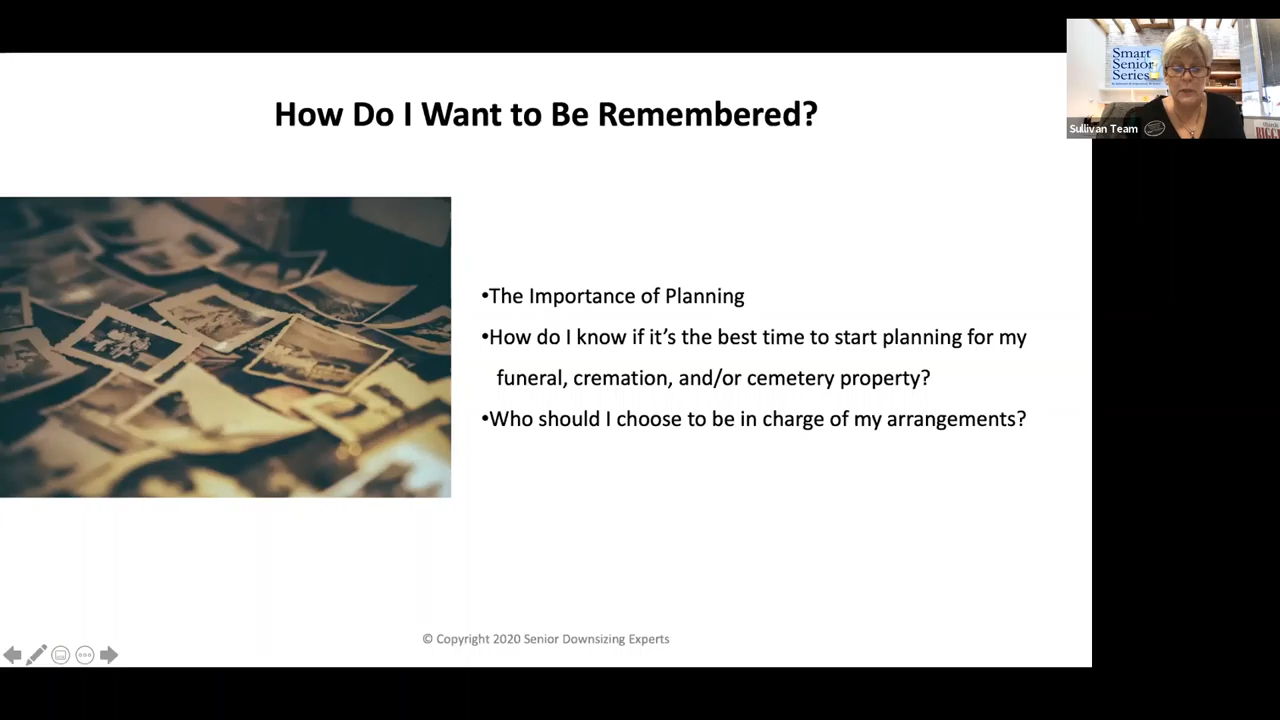 How Do I Want to Be Remembered?
Smart
Senior
Series
Sullivan Team
•The Importance of Planning
•How do I know if it's the best time to start planning for my
funeral, cremation, and/or cemetery property?
•Who should I choose to be in charge of my arrangements?
© Copyright 2020 Senior Downsizing Experts